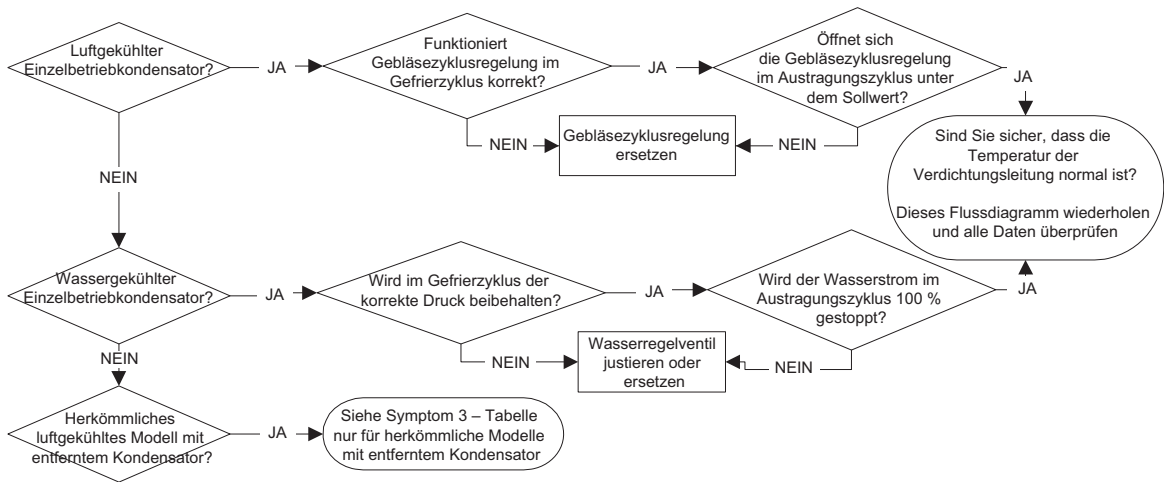 Luftgekühlter
Einzelbetriebkondensator?
JA
Funktioniert
Gebläsezyklusregelung im
Gefrierzyklus korrekt?
JA
Öffnet sich
die Gebläsezyklusregelung
im Austragungszyklus unter
dem Sollwert?
JA
NEIN
Gebläsezyklusregelung
ersetzen
NEIN
Sind Sie sicher, dass die
Temperatur der
Verdichtungsleitung normal ist?
Dieses Flussdiagramm wiederholen
und alle Daten überprüfen
NEIN
Wassergekühlter
Einzelbetriebkondensator?
JA
Wird im Gefrierzyklus der
korrekte Druck beibehalten?
JA
Wird der Wasserstrom im
Austragungszyklus 100 %
gestoppt?
JA
NEIN
NEIN
Wasserregelventil
justieren oder
ersetzen
NEIN
Herkömmliches
luftgekühltes Modell mit
entferntem Kondensator?
JA
Siehe Symptom 3 – Tabelle
nur für herkömmliche Modelle
mit entferntem Kondensator